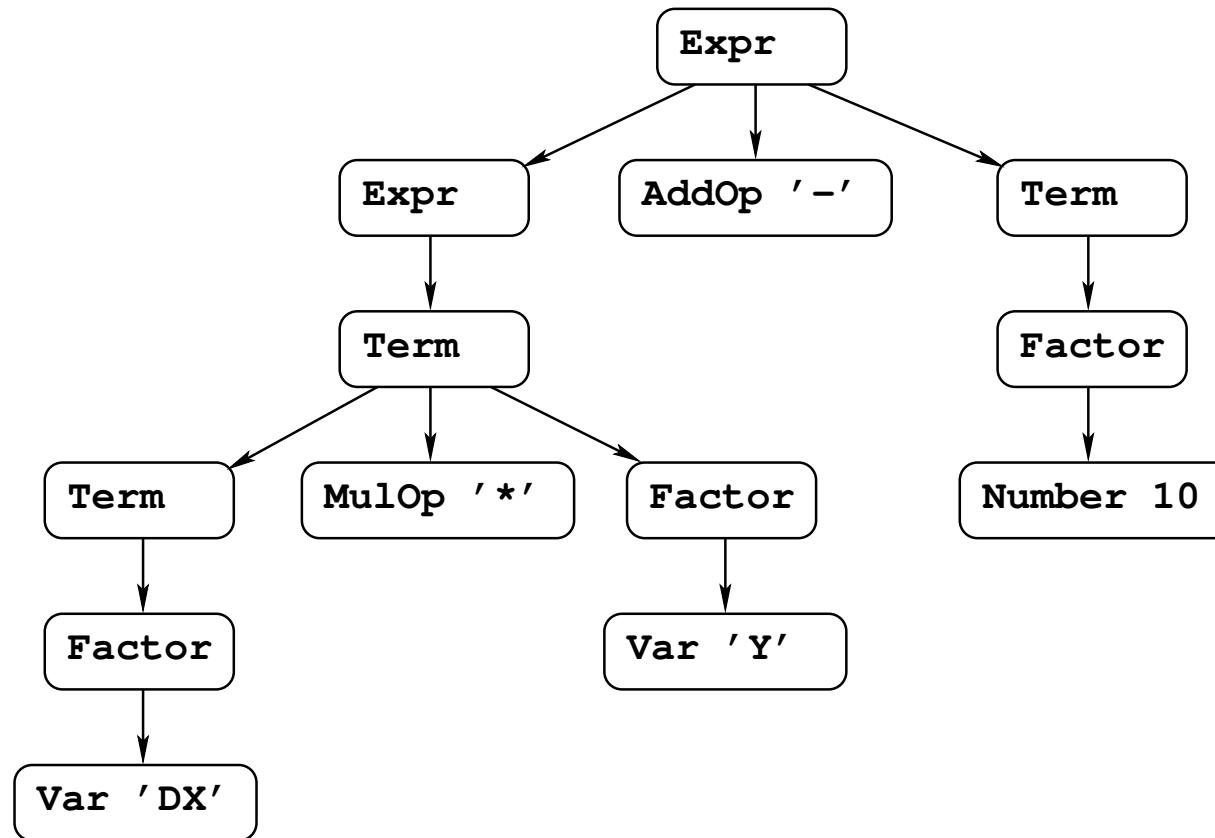 Expr
Expr
AddOp ′-′
Term
Term
Factor
Term
MulOp ′*′
Factor
Number 10
Factor
Var ′Y′
Var ′DX′